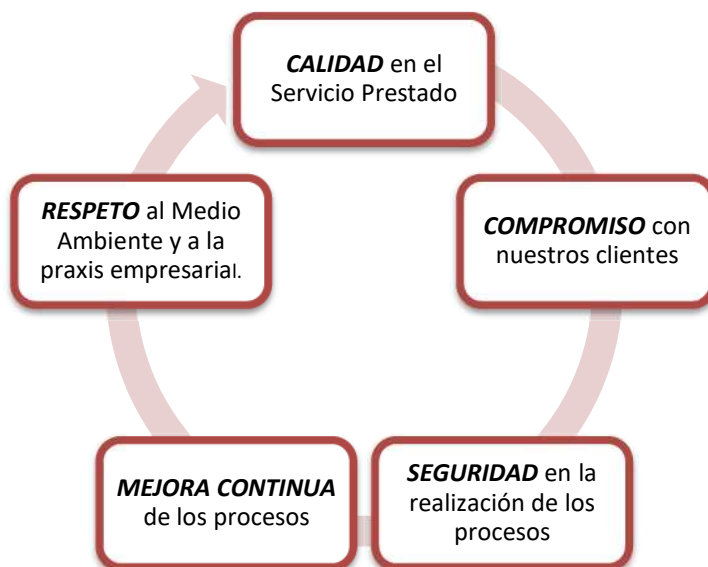 CALIDAD en el
Servicio Prestado
COMPROMISO con
nuestros clientes
SEGURIDAD en la
realización de los
procesos
MEJORA CONTINUA
de los procesos
RESPETO al Medio
Ambiente y a la
praxis empresarial.